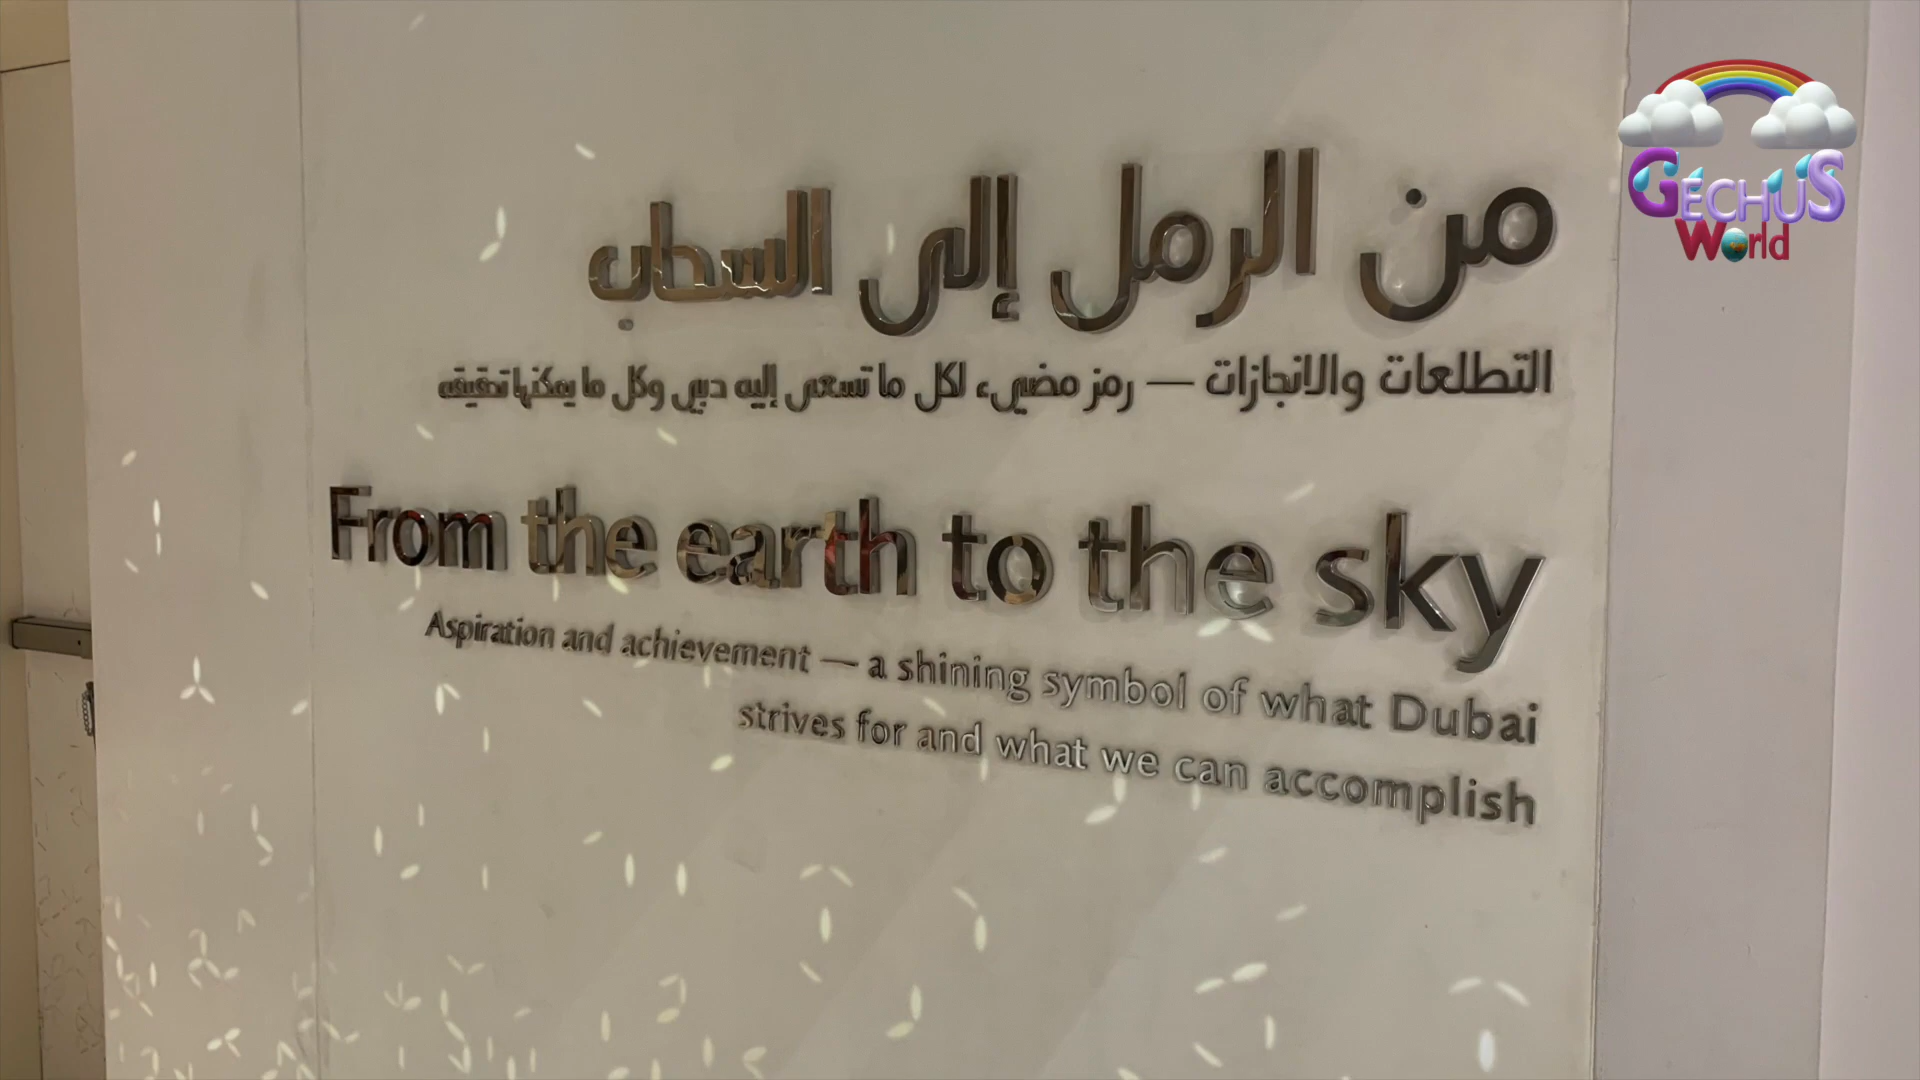 من الرمل إلى السحاب
التطلعات والانجازات — رمز مضيء لكل ما تسعى إليه دبي وكل ما يمكنها تحقيقه
From the earth to the sky
Aspiration and achievement — a shining symbol of what Dubai
strives for and what we can accomplish
GECHUS
World